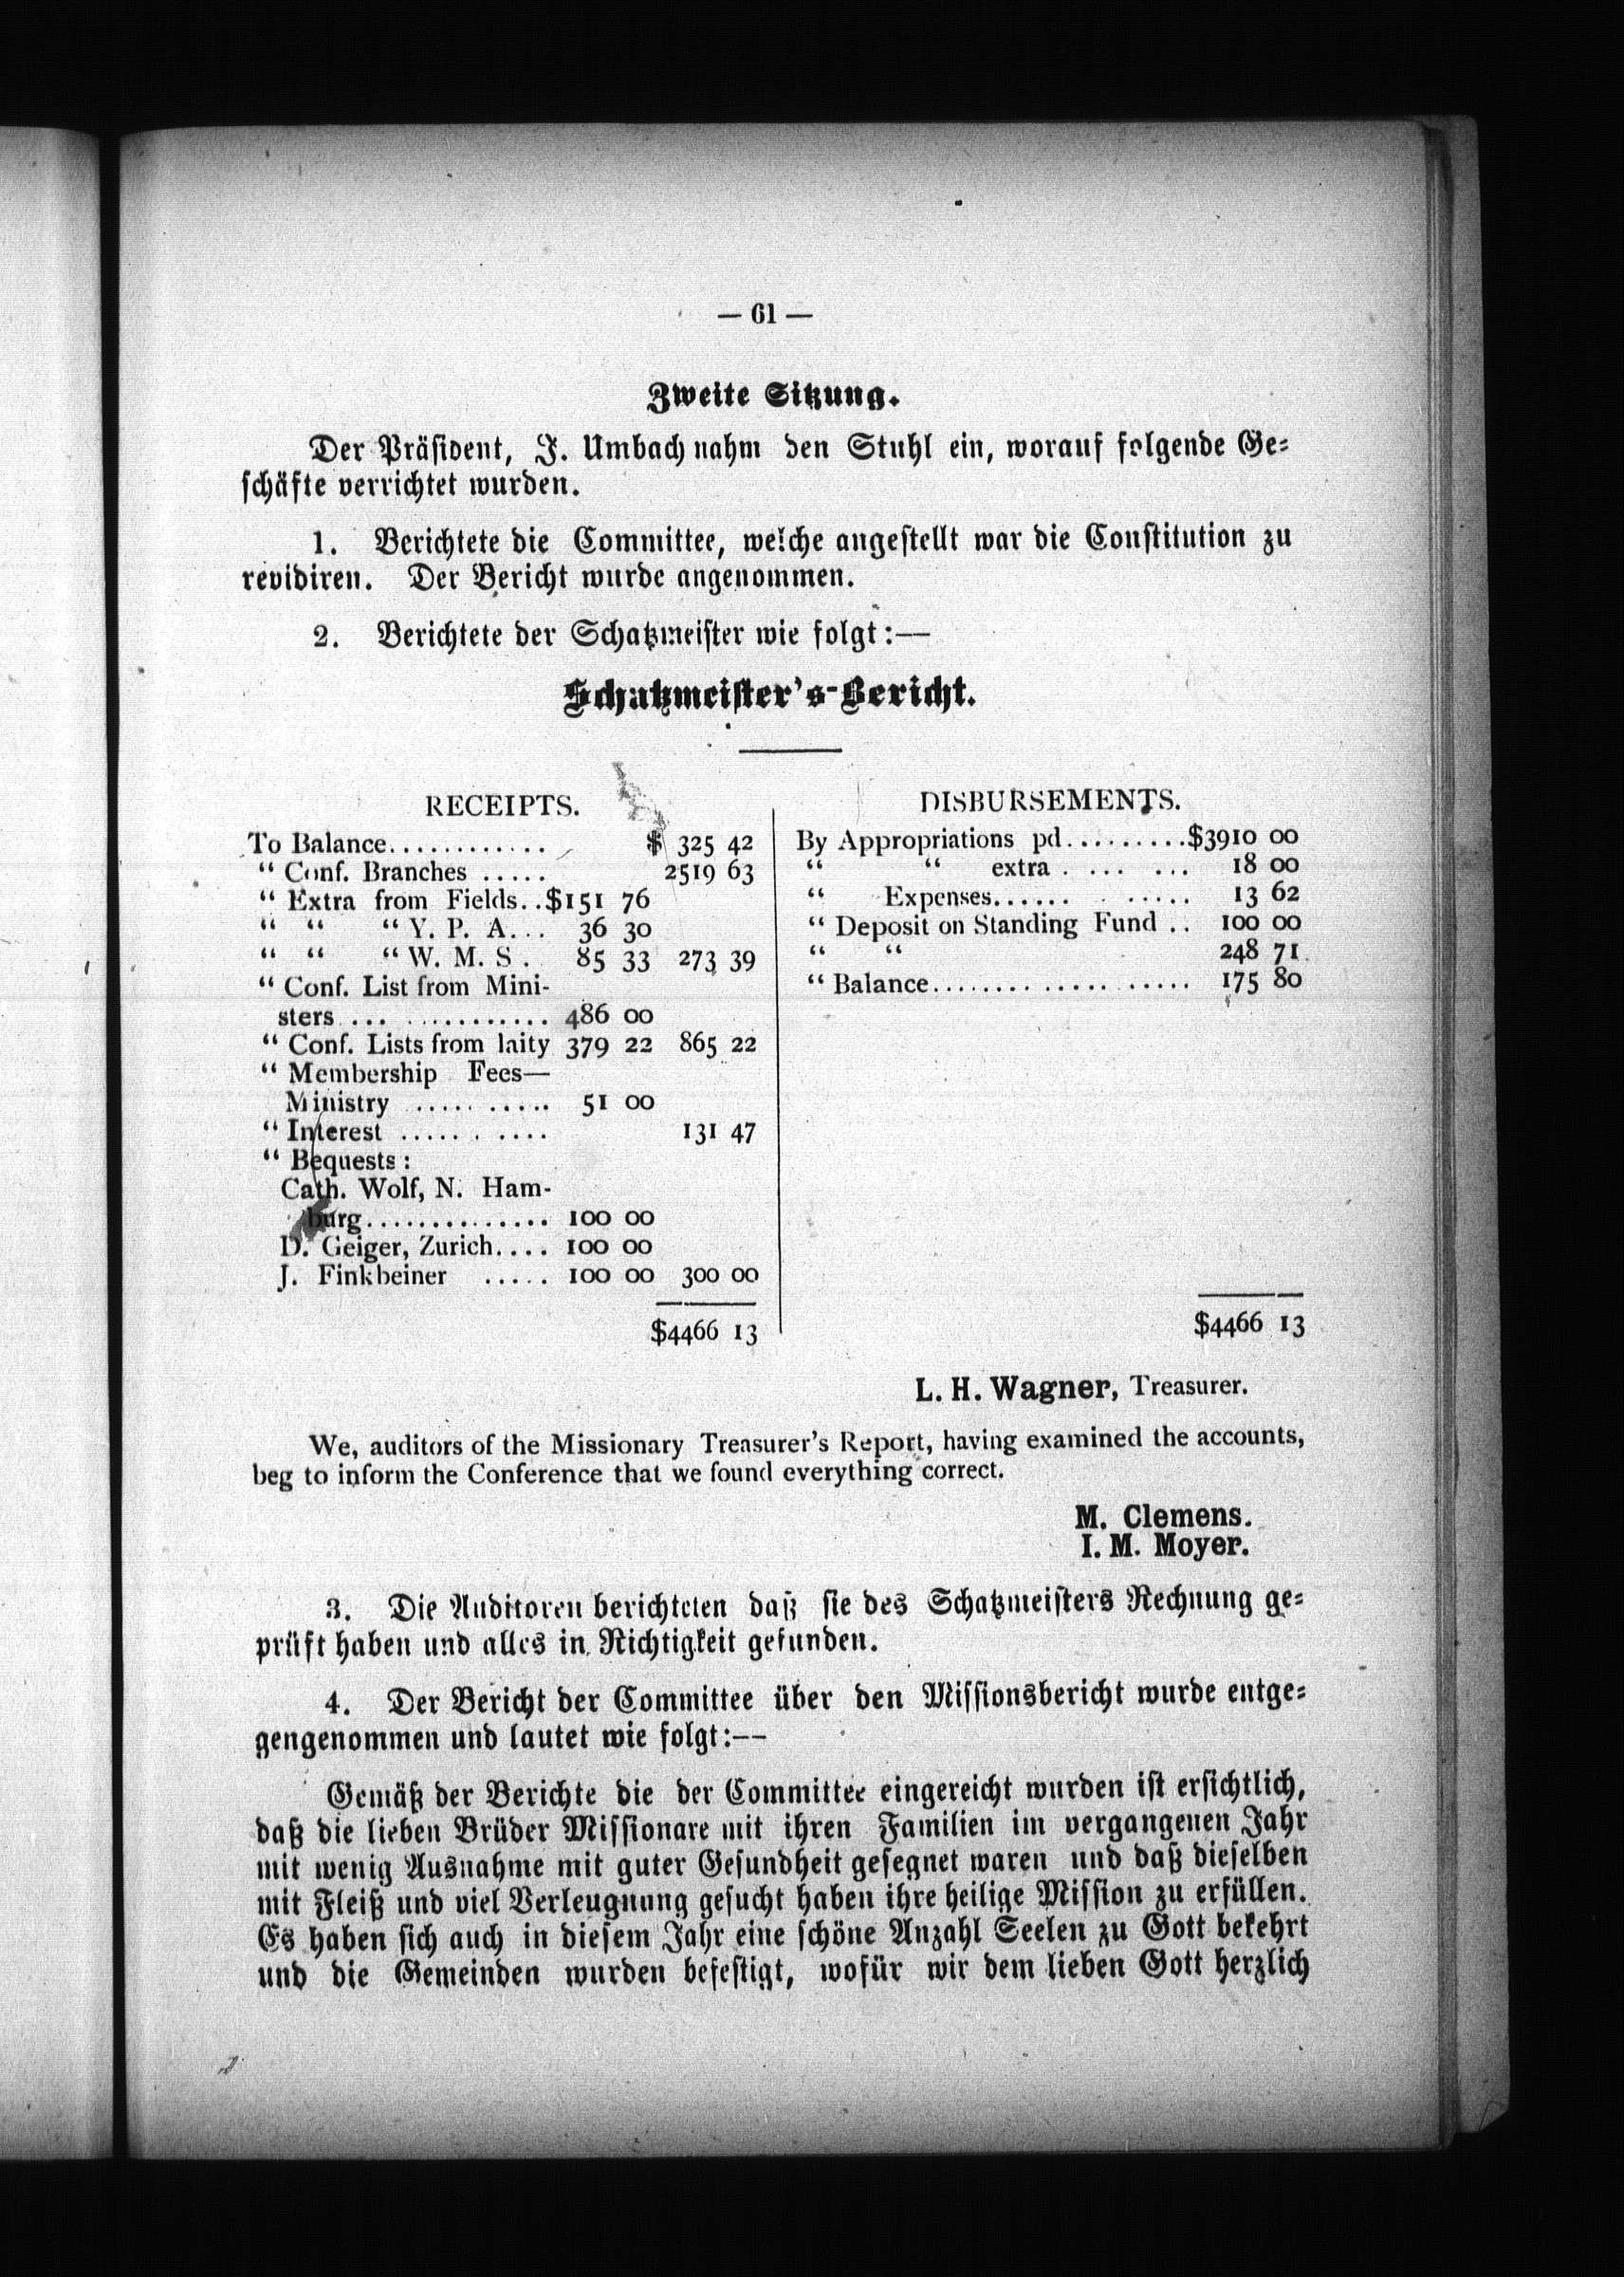 — 61 —
Zweite Sitzung.
Der Präsident, J. Umbach nahm den Stuhl ein, worauf folgende Ge=
schäfte verrichtet wurden.
1. Berichtete die Committee, welche angestellt war die Constitution zu
revidiren. Der Bericht wurde angenommen.
2. Berichtete der Schatzmeister wie folgt:—
Schatzmeister's-Bericht.
RECEIPTS.
To Balance............ $ 325 42
“ Conf. Branches ..... 2519 63
“ Extra from Fields..$151 76
“ “ “ Y. P. A... 36 30
“ “ “ W. M. S . 85 33 273 39
“ Conf. List from Mini-
sters ... ........... 486 00
“ Conf. Lists from laity 379 22 865 22
“ Membership Fees—
Ministry ..... ..... 51 00
“ Interest ..... . .... 131 47
“ Bequests :
Cath. Wolf, N. Ham-
burg.............. 100 00
D. Geiger, Zurich.... 100 00
J. Finkbeiner ..... 100 00 300 00
$4466 13
DISBURSEMENTS.
By Appropriations pd.........$3910 00
“ “ extra . ... ... 18 00
“ Expenses...... . ..... 13 62
“ Deposit on Standing Fund .. 100 00
“ “ 248 71
“ Balance........ ..... ..... 175 80
$4466 13
L. H. Wagner, Treasurer.
We, auditors of the Missionary Treasurer's Report, having examined the accounts,
beg to inform the Conference that we found everything correct.
M. Clemens.
I. M. Moyer.
3. Die Auditoren berichteten daß sie des Schatzmeisters Rechnung ge=
prüft haben und alles in Richtigkeit gefunden.
4. Der Bericht der Committee über den Missionsbericht wurde entge=
gengenommen und lautet wie folgt:——
Gemäß der Berichte die der Committee eingereicht wurden ist ersichtlich,
daß die lieben Brüder Missionare mit ihren Familien im vergangenen Jahr
mit wenig Ausnahme mit guter Gesundheit gesegnet waren und daß dieselben
mit Fleiß und viel Verleugnung gesucht haben ihre heilige Mission zu erfüllen.
Es haben sich auch in diesem Jahr eine schöne Anzahl Seelen zu Gott bekehrt
und die Gemeinden wurden befestigt, wofür wir dem lieben Gott herzlich